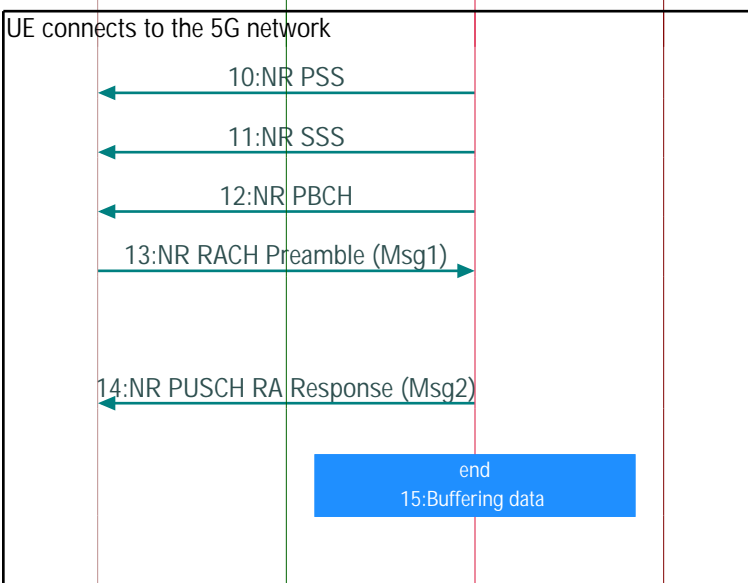 UE connects to the 5G network
10:NR PSS
11:NR SSS
12:NR PBCH
13:NR RACH Preamble (Msg1)
14:NR PUSCH RA Response (Msg2)
end
15:Buffering data